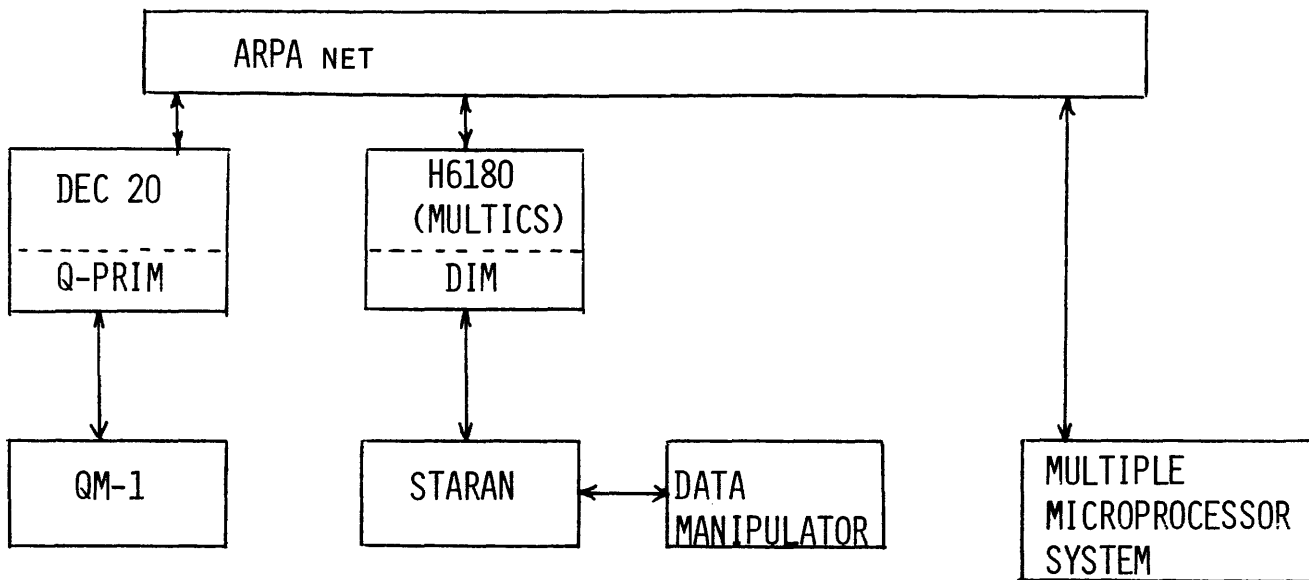 ARPA NET
DEC 20
Q-PRIM
H6180
(MULTICS)
DIM
QM-1
STARAN
DATA
MANIPULATOR
MULTIPLE
MICROPROCESSOR
SYSTEM